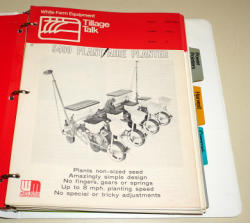 White Farm Equipment
Tillage
Talk
5400 PLANT/AIRE PLANTER
Plants non-sized seed
Amazingly simple design
No fingers, gears or springs
Up to 8 mph. planting speed
No special or tricky adjustments
Harvest